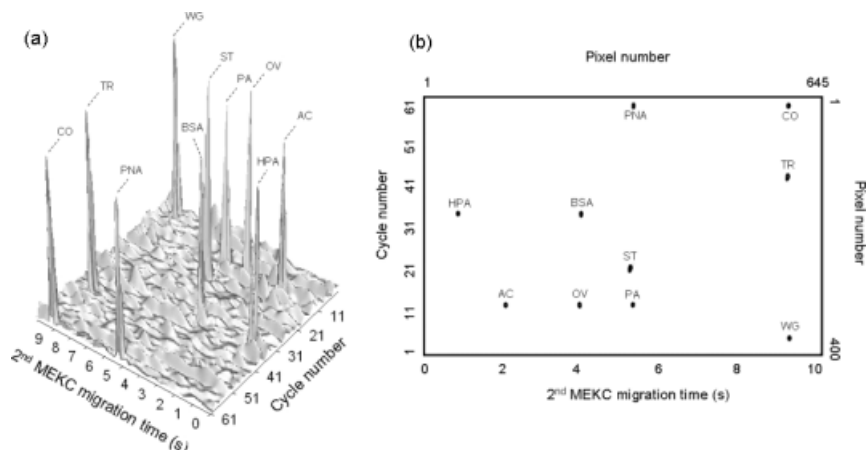 (a)
WG
ST
PA
OV
TR
CO
BSA
AC
PNA
HPA
9
8
7
6
5
4
3
2
1
0
2nd MEKC migration time (s)
11
21
31
41
51
61
Cycle number
(b)
Pixel number
1
645
61
51
41
31
21
11
1
Cycle number
PNA
CO
TR
HPA
BSA
ST
AC
OV
PA
WG
1
400
Pixel number
0
2
4
6
8
10
2nd MEKC migration time (s)